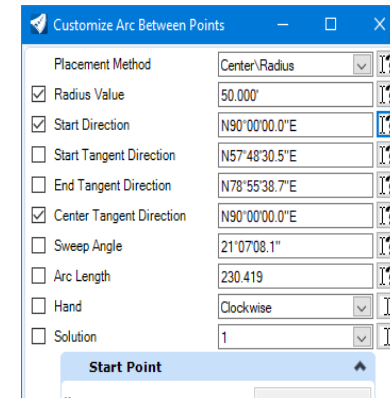 Customize Arc Between Points
Placement Method Center\Radius
Radius Value 50.000'
Start Direction N90°00'00.0"E
Start Tangent Direction N57°48'30.5"E
End Tangent Direction N78°55'38.7"E
Center Tangent Direction N90°00'00.0"E
Sweep Angle 21°07'08.1"
Arc Length 230.419
Hand Clockwise
Solution 1
Start Point